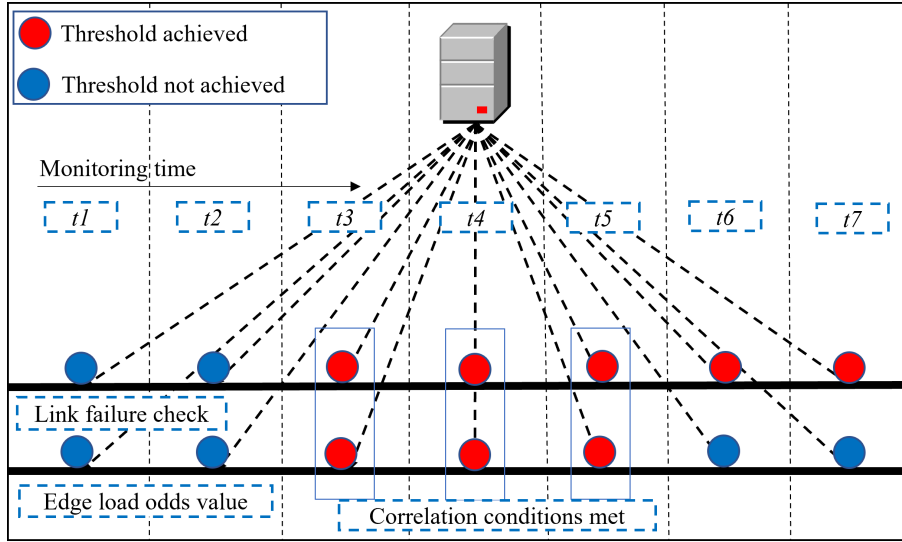 Threshold achieved
Threshold not achieved
Monitoring time
t1 t2 t3 t4 t5 t6 t7
Link failure check
Edge load odds value
Correlation conditions met